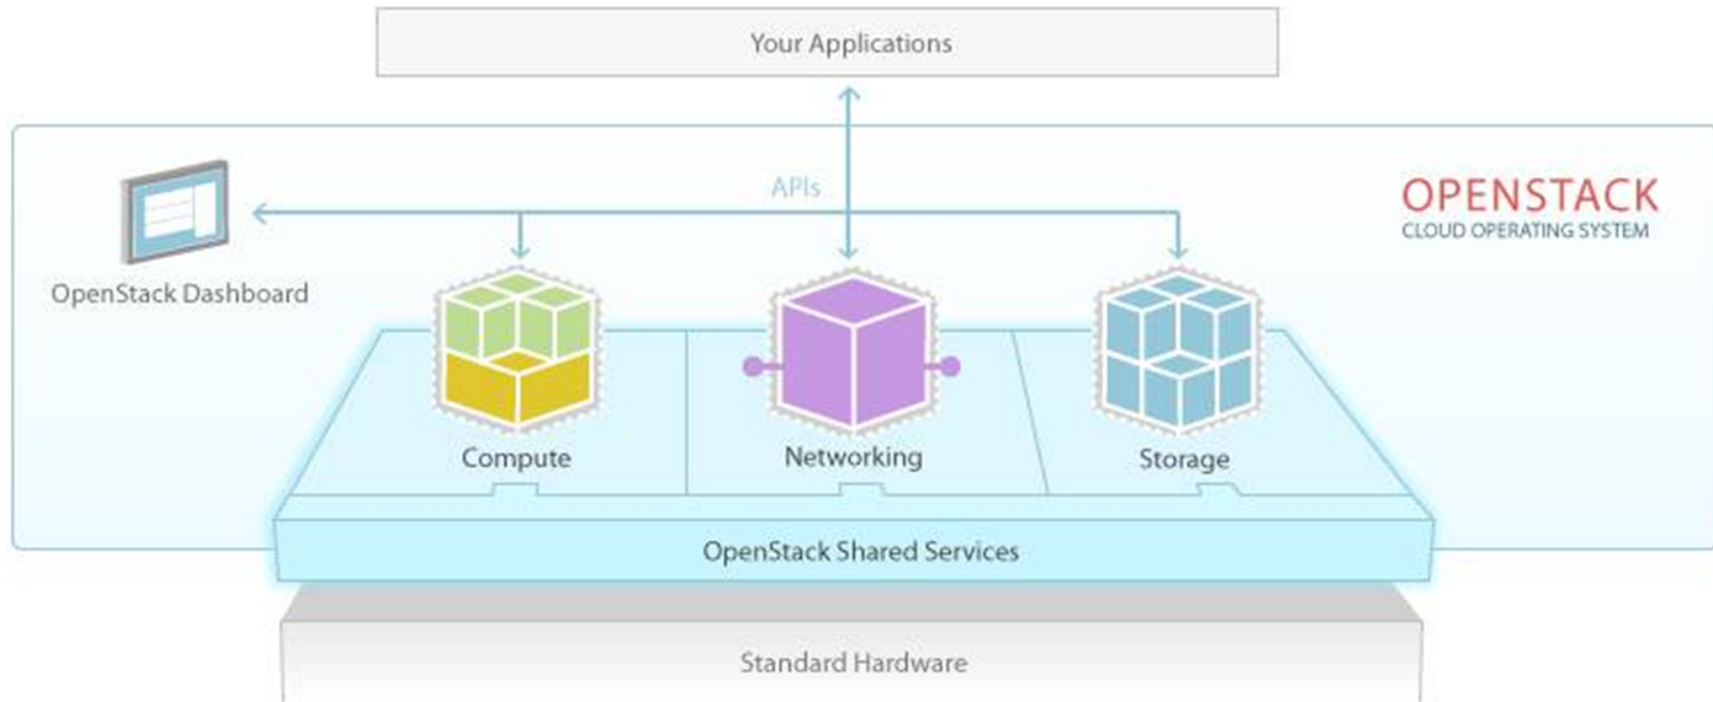 Your Applications
APIs
OPENSTACK
CLOUD OPERATING SYSTEM
OpenStack Dashboard
Compute
Networking
Storage
OpenStack Shared Services
Standard Hardware